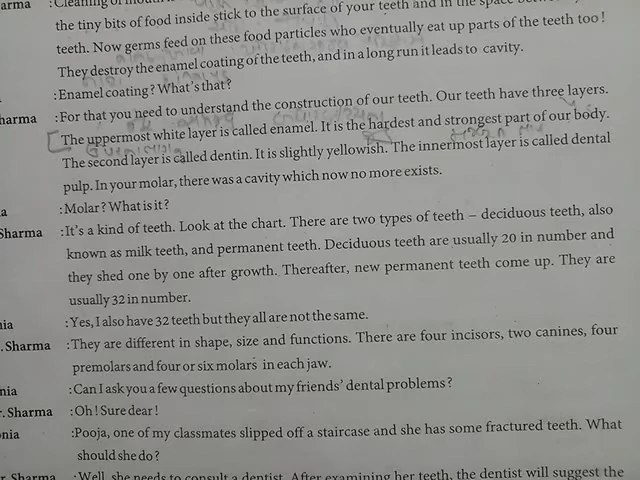 arma :Cleaning of
the tiny bits of food inside stick to the surface of your teeth and in the space
teeth. Now germs feed on these food particles who eventually eat up parts of the teeth too!
They destroy the enamel coating of the teeth, and in a long run it leads to cavity.
:Enamel coating? What's that?
harma :For that you need to understand the construction of our teeth. Our teeth have three layers.
The uppermost white layer is called enamel. It is the hardest and strongest part of our body.
The second layer is called dentin. It is slightly yellowish. The innermost layer is called dental
pulp. In your molar, there was a cavity which now no more exists.
a :Molar? What is it?
Sharma :It's a kind of teeth. Look at the chart. There are two types of teeth – deciduous teeth, also
known as milk teeth, and permanent teeth. Deciduous teeth are usually 20 in number and
they shed one by one after growth. Thereafter, new permanent teeth come up. They are
usually 32 in number.
nia :Yes, I also have 32 teeth but they all are not the same.
. Sharma :They are different in shape, size and functions. There are four incisors, two canines, four
premolars and four or six molars in each jaw.
nia :Can I ask you a few questions about my friends' dental problems?
r. Sharma :Oh! Sure dear!
onia :Pooja, one of my classmates slipped off a staircase and she has some fractured teeth. What
should she do?
r. Sharma :Well, she needs to consult a dentist. After examining her teeth, the dentist will suggest the